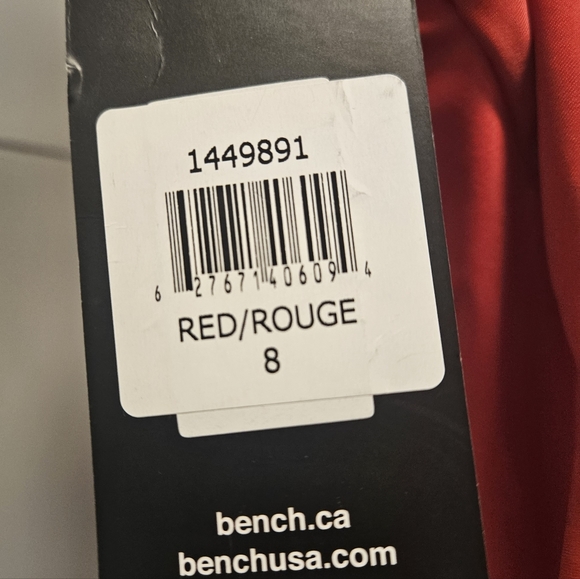 1449891
6 27671 40609 4
RED/ROUGE
8
bench.ca
benchusa.com